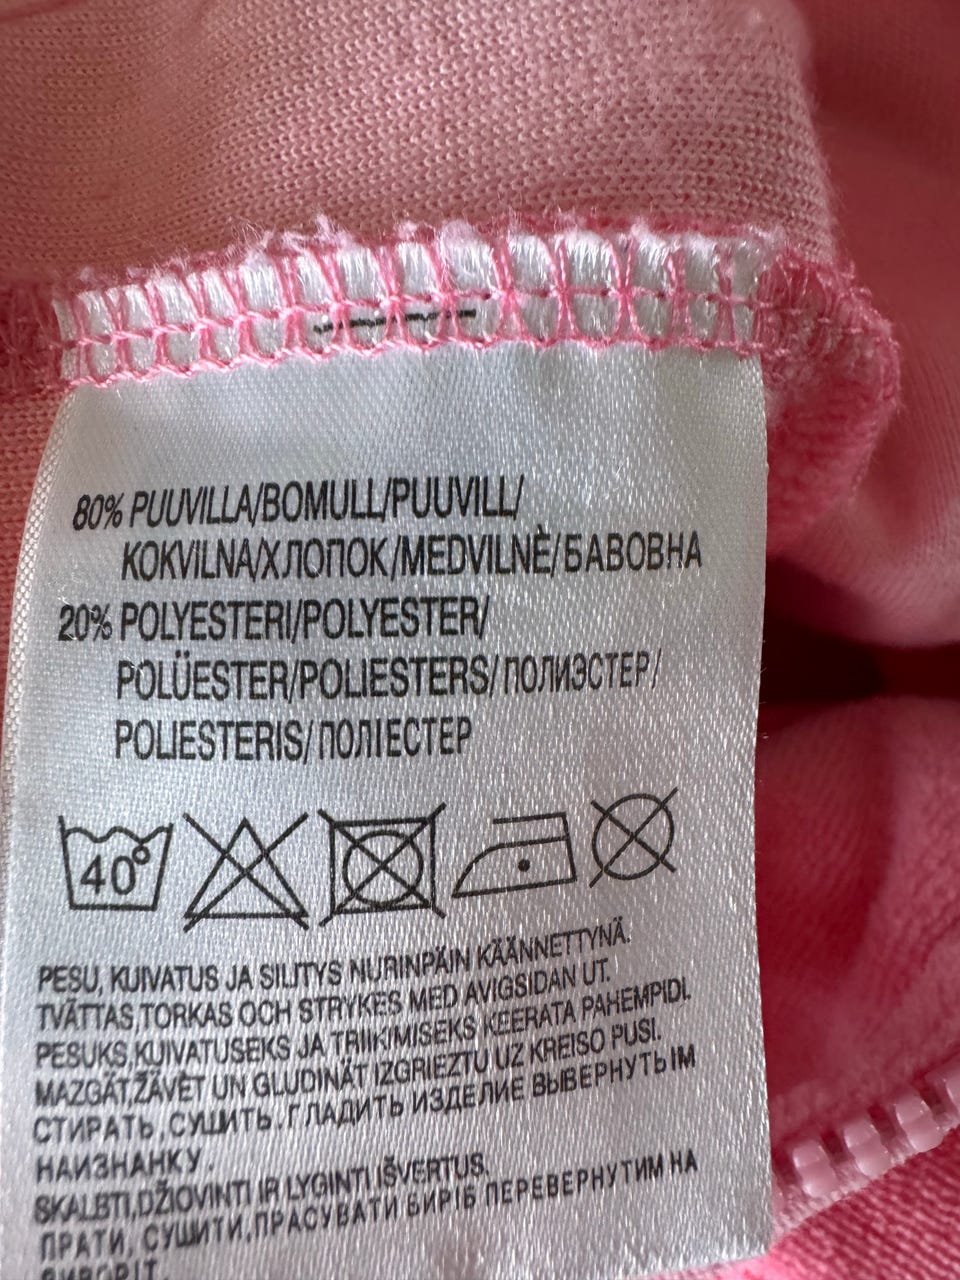 80% PUUVILLA/BOMULL/PUUVILL/
KOKVILNA/ХЛОПОК/MEDVILNĖ/БАВОВНА
20% POLYESTERI/POLYESTER/
POLÜESTER/POLIESTERS/ПОЛИЭСТЕР/
POLIESTERIS/ПОЛІЕСТЕР
40°
PESU, KUIVATUS JA SILITYS NURINPÄIN KÄÄNNETTYNÄ.
TVÄTTAS,TORKAS OCH STRYKES MED AVIGSIDAN UT.
PESUKS,KUIVATUSEKS JA TRIIKIMISEKS KEERATA PAHEMPIDI.
MAZGĀT,ŽĀVĒT UN GLUDINĀT IZGRIEZTU UZ KREISO PUSI.
СТИРАТЬ,СУШИТЬ.ГЛАДИТЬ ИЗДЕЛИЕ ВЫВЕРНУТЬІМ
НАИЗНАНКУ.
SKALBTI,DŽIOVINTI IR LYGINTI IŠVERTUS.
ПРАТИ, СУШИТИ,ПРАСУВАТИ ВИРІБ ПЕРЕВЕРНУТИМ НА
ВИВОРІТ